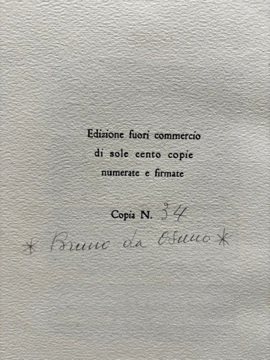 Edizione fuori commercio
di sole cento copie
numerate e firmate
Copia N. 34
* Bruno da Osimo *